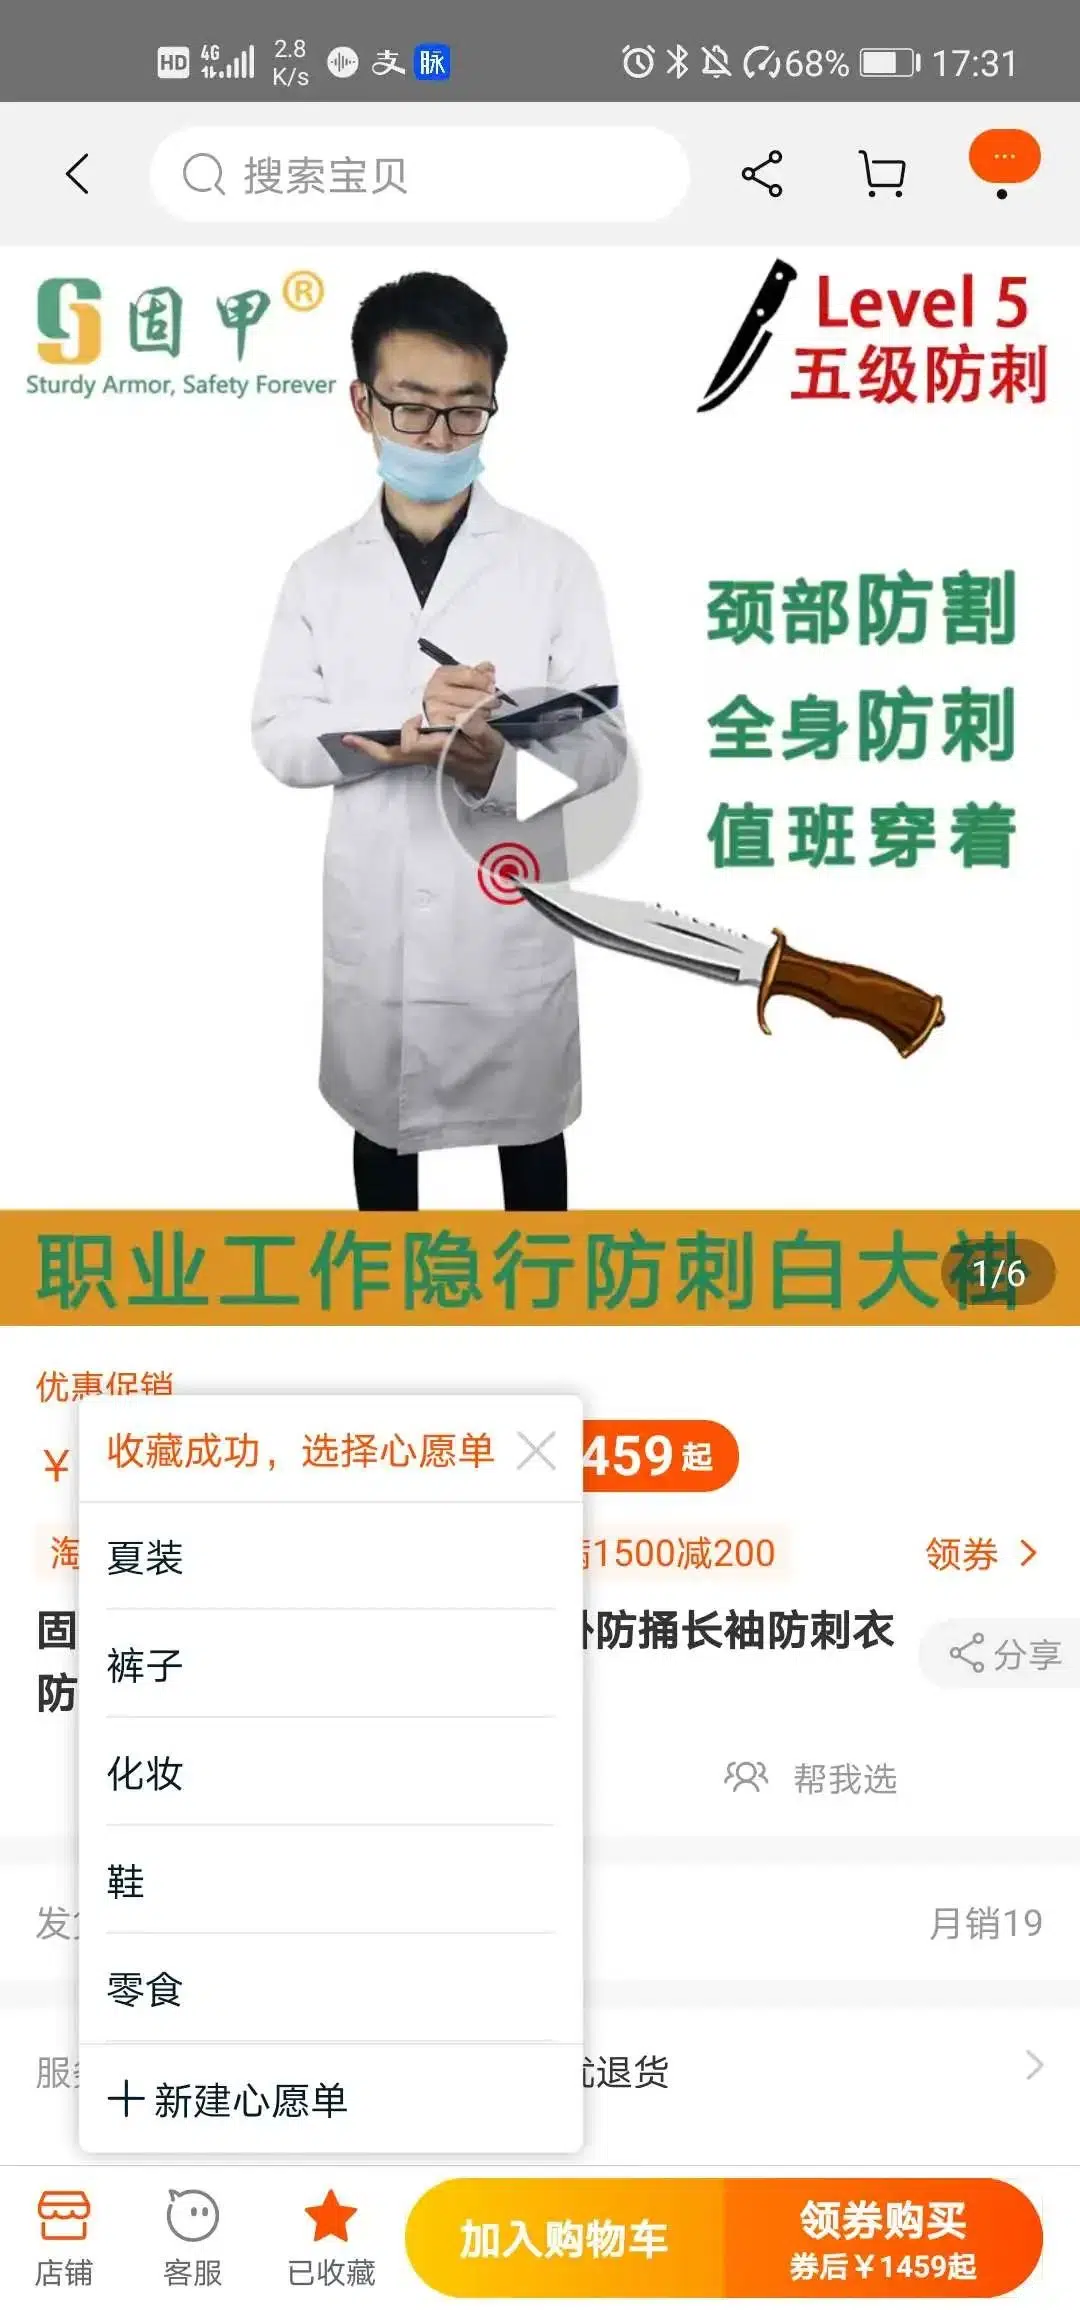 HD 4G 2.8 K/s 支 脉 68% 17:31
搜索宝贝
固甲®
Sturdy Armor, Safety Forever
Level 5
五级防刺
颈部防割
全身防刺
值班穿着
职业工作隐行防刺白大褂
1/6
优惠促销
¥
459起
收藏成功，选择心愿单
淘
1500减200
领券
夏装
固
防捅长袖防刺衣
防
分享
裤子
化妆
帮我选
鞋
月销19
零食
退货
新建心愿单
店铺
客服
已收藏
加入购物车
领券购买
券后¥1459起